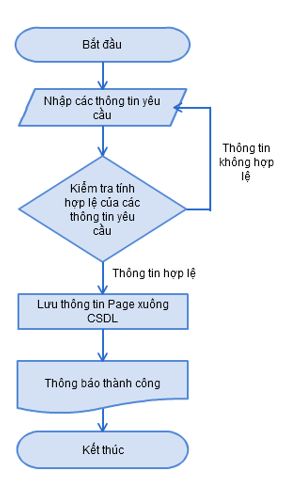 Bắt đầu
Nhập các thông tin yêu
cầu
Thông tin
không hợp
lệ
Kiểm tra tính
hợp lệ của các
thông tin yêu
cầu
Thông tin hợp lệ
Lưu thông tin Page xuông
CSDL
Thông báo thành công
Kết thúc